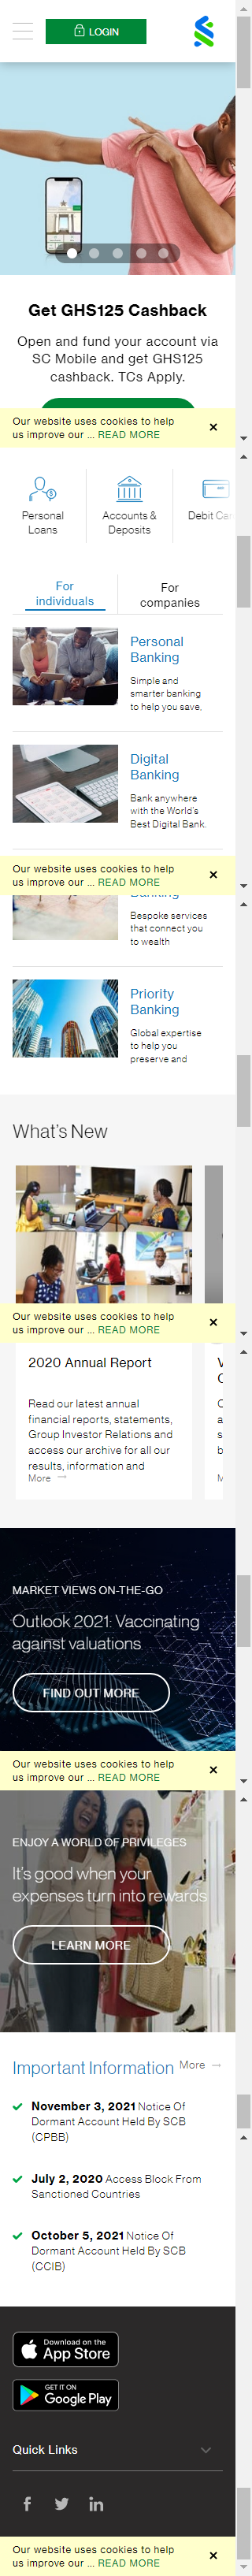 LOGIN
Get GHS125 Cashback
Open and fund your account via
SC Mobile and get GHS125
cashback. TCs Apply.
Our website uses cookies to help
us improve our ... READ MORE
Personal
Loans
Accounts &
Deposits
Debit Car
For
individuals
For
companies
Personal
Banking
Simple and
smarter banking
to help you save,
Digital
Banking
Bank anywhere
with the World's
Best Digital Bank.
Our website uses cookies to help
us improve our ... READ MORE
Banking
Bespoke services
that connect you
to wealth
Priority
Banking
Global expertise
to help you
preserve and
What's New
Our website uses cookies to help
us improve our ... READ MORE
2020 Annual Report
Read our latest annual
financial reports, statements,
Group Investor Relations and
access our archive for all our
results, information and
More
MARKET VIEWS ON-THE-GO
Outlook 2021: Vaccinating
against valuations
FIND OUT MORE
Our website uses cookies to help
us improve our ... READ MORE
ENJOY A WORLD OF PRIVILEGES
It's good when your
expenses turn into rewards
LEARN MORE
Important Information More
November 3, 2021 Notice Of
Dormant Account Held By SCB
(CPBB)
July 2, 2020 Access Block From
Sanctioned Countries
October 5, 2021 Notice Of
Dormant Account Held By SCB
(CCIB)
Download on the
App Store
GET IT ON
Google Play
Quick Links
Our website uses cookies to help
us improve our ... READ MORE